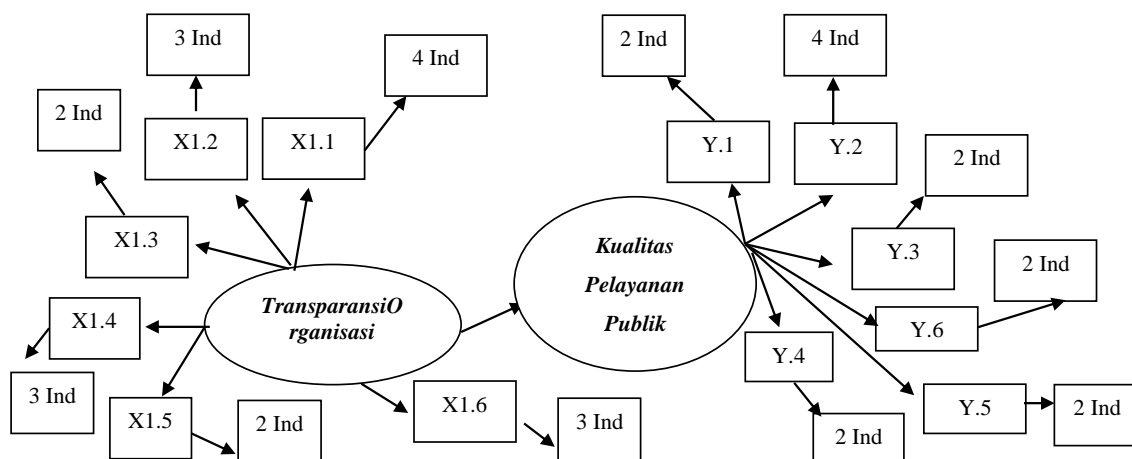 3 Ind
4 Ind
2 Ind
4 Ind
2 Ind
X1.2
X1.1
Y.1
Y.2
2 Ind
X1.3
Y.3
Kualitas
Pelayanan
Publik
2 Ind
TransparansiO
rganisasi
X1.4
Y.6
Y.4
3 Ind
X1.5
2 Ind
X1.6
3 Ind
2 Ind
Y.5
2 Ind